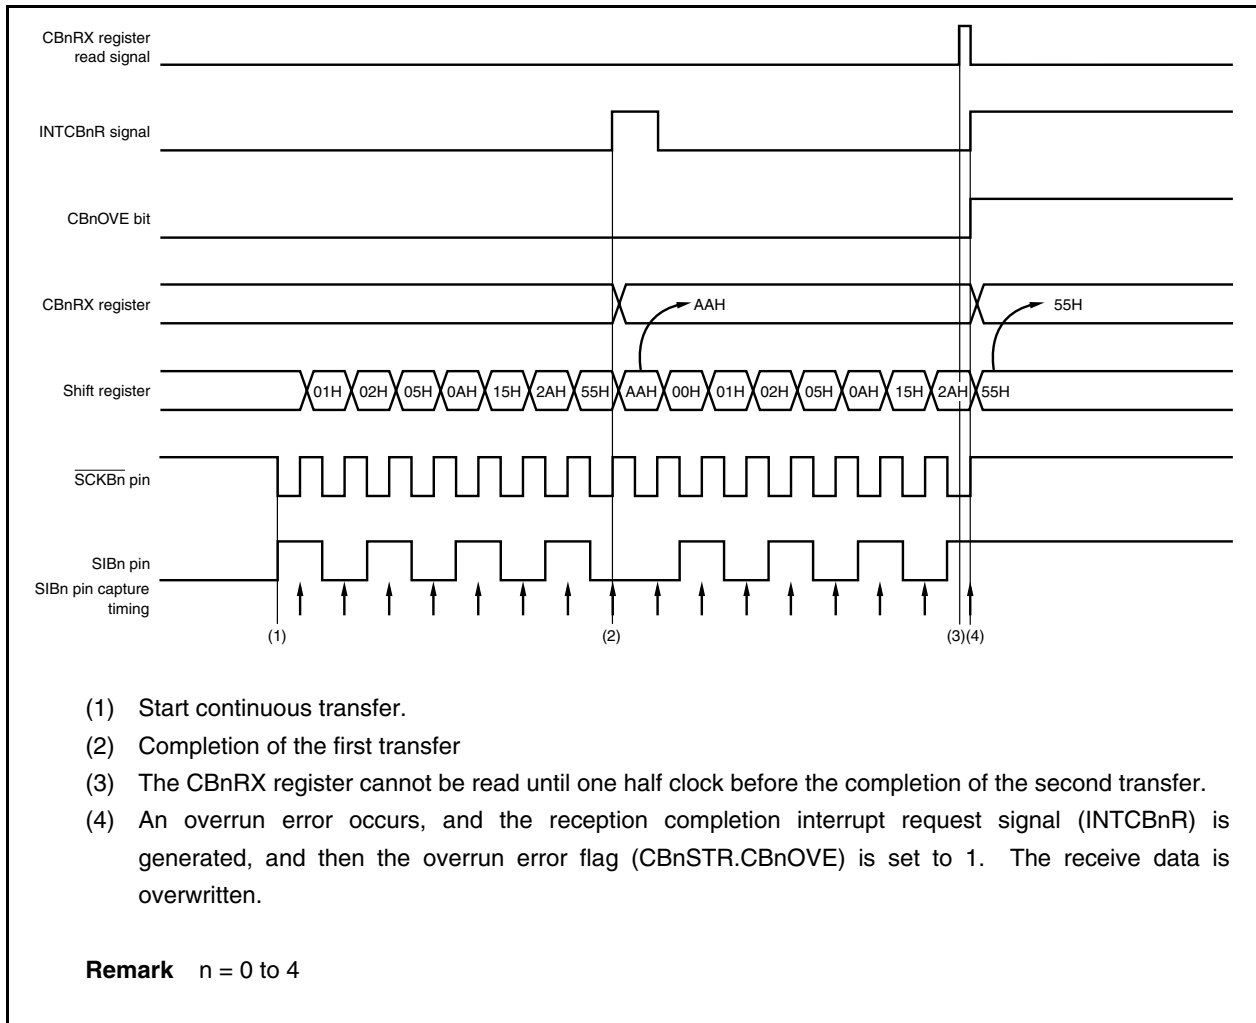 CBnRX register
read signal
INTCBnR signal
CBnOVE bit
CBnRX register
AAH
55H
Shift register
01H 02H 05H 0AH 15H 2AH 55H AAH 00H 01H 02H 05H 0AH 15H 2AH 55H
SCKBn pin
SIBn pin
SIBn pin capture
timing
(1) (2) (3) (4)
(1) Start continuous transfer.
(2) Completion of the first transfer
(3) The CBnRX register cannot be read until one half clock before the completion of the second transfer.
(4) An overrun error occurs, and the reception completion interrupt request signal (INTCBnR) is
generated, and then the overrun error flag (CBnSTR.CBnOVE) is set to 1. The receive data is
overwritten.
Remark n = 0 to 4